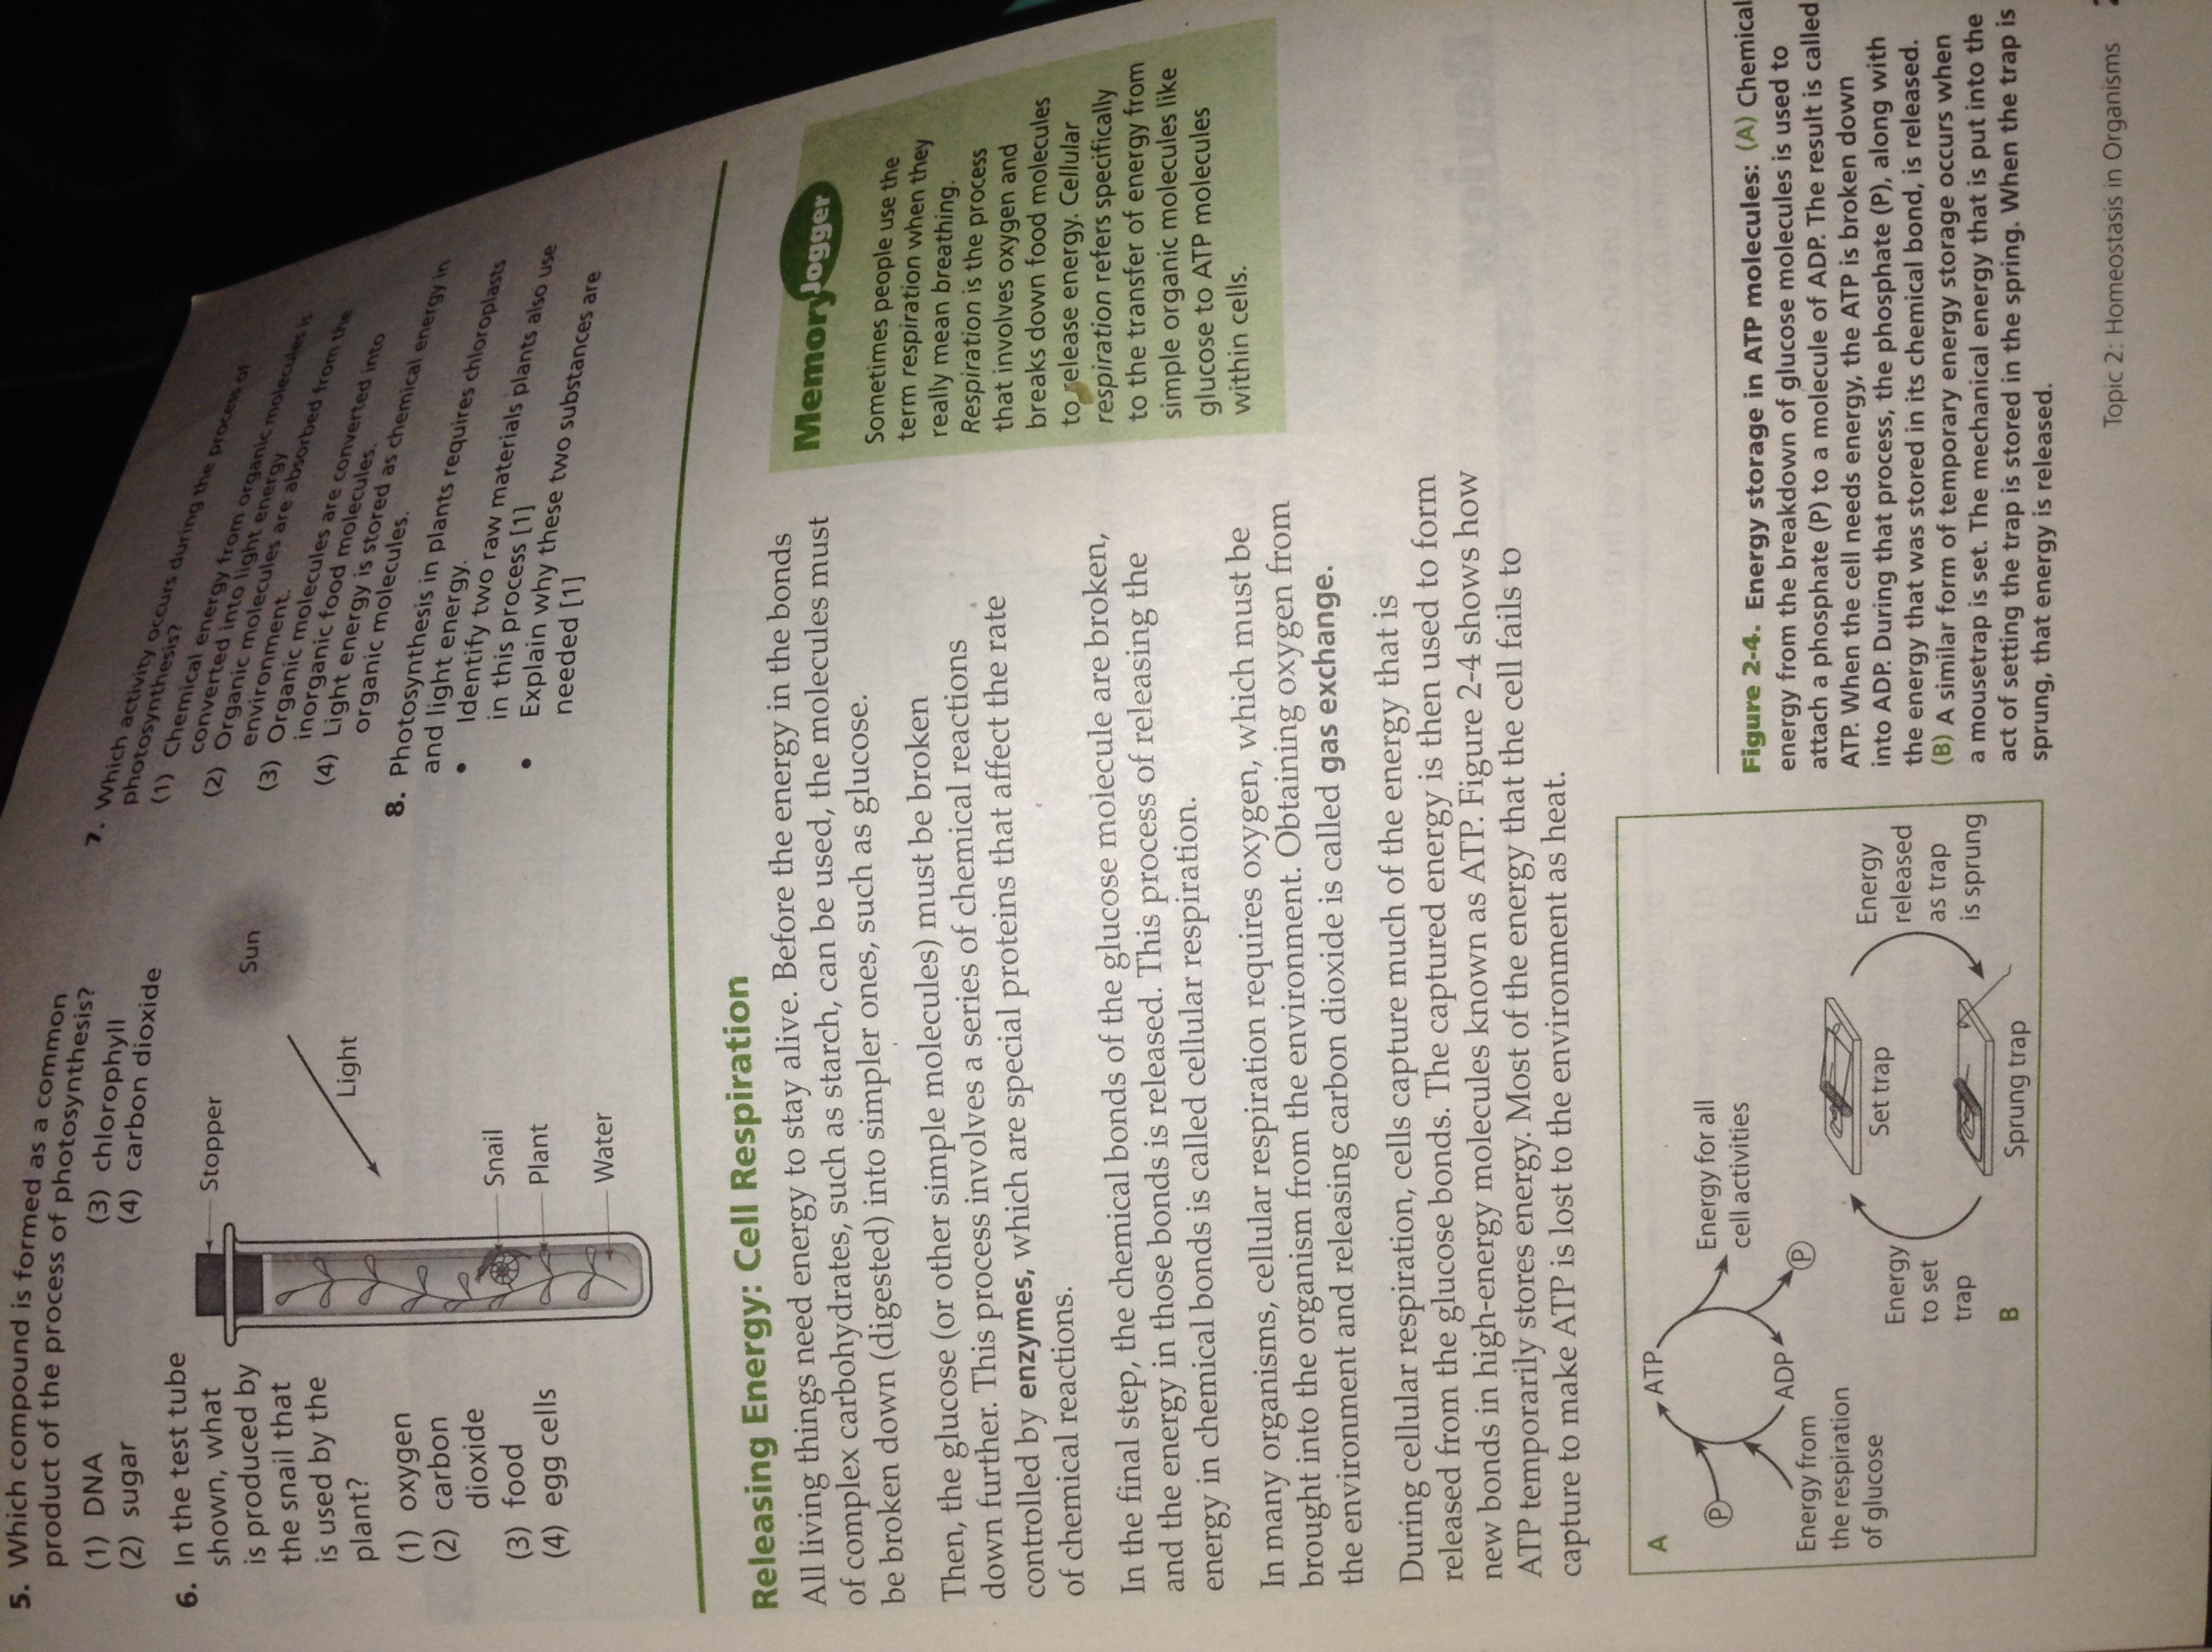 5. Which compound is formed as a common
product of the process of photosynthesis?
(1) DNA
(2) sugar
(3) chlorophyll
(4) carbon dioxide
6. In the test tube
shown, what
is produced by
the snail that
is used by the
plant?
(1) oxygen
(2) carbon
dioxide
(3) food
(4) egg cells
Stopper
Sun
Light
Snail
Plant
Water
7. Which activity occurs during the process of
photosynthesis?
(1) Chemical energy from organic molecules is
converted into light energy
(2) Organic molecules are absorbed from the
environment.
(3) Organic molecules are converted into
inorganic food molecules.
(4) Light energy is stored as chemical energy in
organic molecules.
8. Photosynthesis in plants requires chloroplasts
and light energy.
• Identify two raw materials plants also use
in this process [1]
• Explain why these two substances are
needed [1]
Releasing Energy: Cell Respiration
All living things need energy to stay alive. Before the energy in the bonds
of complex carbohydrates, such as starch, can be used, the molecules must
be broken down (digested) into simpler ones, such as glucose.
Then, the glucose (or other simple molecules) must be broken
down further. This process involves a series of chemical reactions
controlled by enzymes, which are special proteins that affect the rate
of chemical reactions.
In the final step, the chemical bonds of the glucose molecule are broken,
and the energy in those bonds is released. This process of releasing the
energy in chemical bonds is called cellular respiration.
In many organisms, cellular respiration requires oxygen, which must be
brought into the organism from the environment. Obtaining oxygen from
the environment and releasing carbon dioxide is called gas exchange.
During cellular respiration, cells capture much of the energy that is
released from the glucose bonds. The captured energy is then used to form
new bonds in high-energy molecules known as ATP. Figure 2-4 shows how
ATP temporarily stores energy. Most of the energy that the cell fails to
capture to make ATP is lost to the environment as heat.
Memory Jogger
Sometimes people use the
term respiration when they
really mean breathing.
Respiration is the process
that involves oxygen and
breaks down food molecules
to release energy. Cellular
respiration refers specifically
to the transfer of energy from
simple organic molecules like
glucose to ATP molecules
within cells.
A
ATP
P
Energy for all
cell activities
ADP
P
Energy from
the respiration
of glucose
Set trap
Energy
to set
trap
Energy
released
as trap
is sprung
B
Sprung trap
Figure 2-4. Energy storage in ATP molecules: (A) Chemical
energy from the breakdown of glucose molecules is used to
attach a phosphate (P) to a molecule of ADP. The result is called
ATP. When the cell needs energy, the ATP is broken down
into ADP. During that process, the phosphate (P), along with
the energy that was stored in its chemical bond, is released.
(B) A similar form of temporary energy storage occurs when
a mousetrap is set. The mechanical energy that is put into the
act of setting the trap is stored in the spring. When the trap is
sprung, that energy is released.
Topic 2: Homeostasis in Organisms